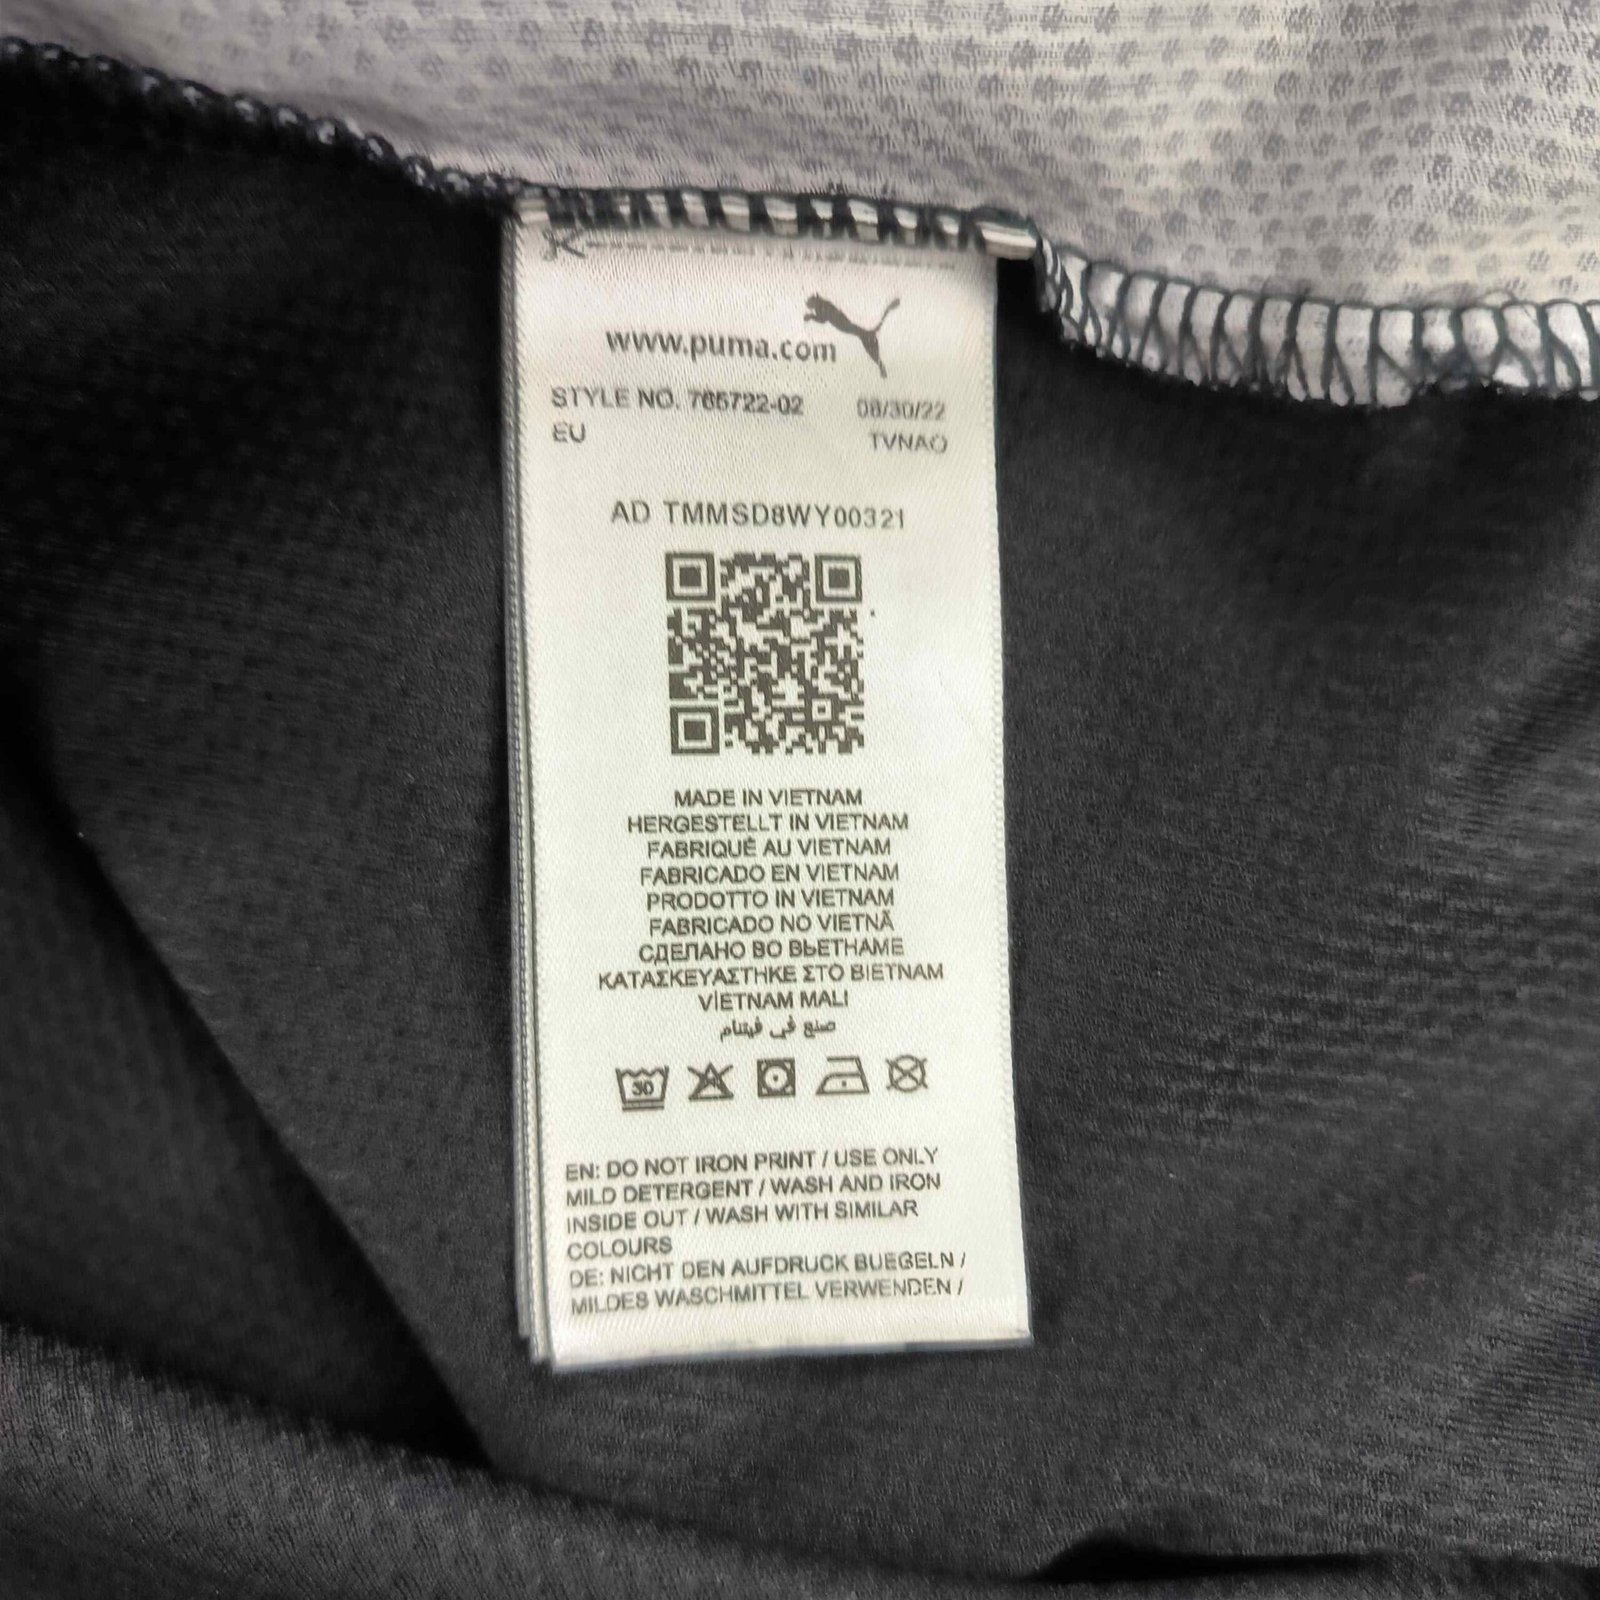 www.puma.com
STYLE NO. 765722-02 08/30/22
EU TVNAO
AD TMMSD8WY00321
MADE IN VIETNAM
HERGESTELLT IN VIETNAM
FABRIQUÉ AU VIETNAM
FABRICADO EN VIETNAM
PRODOTTO IN VIETNAM
FABRICADO NO VIETNÃ
СДЕЛАНО ВО ВЬЕТНАМЕ
ΚΑΤΑΣΚΕΥΑΣΤΗΚΕ ΣΤΟ ΒΙΕΤΝΑΜ
VİETNAM MALI
صنع في فيتنام
30
EN: DO NOT IRON PRINT / USE ONLY
MILD DETERGENT / WASH AND IRON
INSIDE OUT / WASH WITH SIMILAR
COLOURS
DE: NICHT DEN AUFDRUCK BUEGELN /
MILDES WASCHMITTEL VERWENDEN /